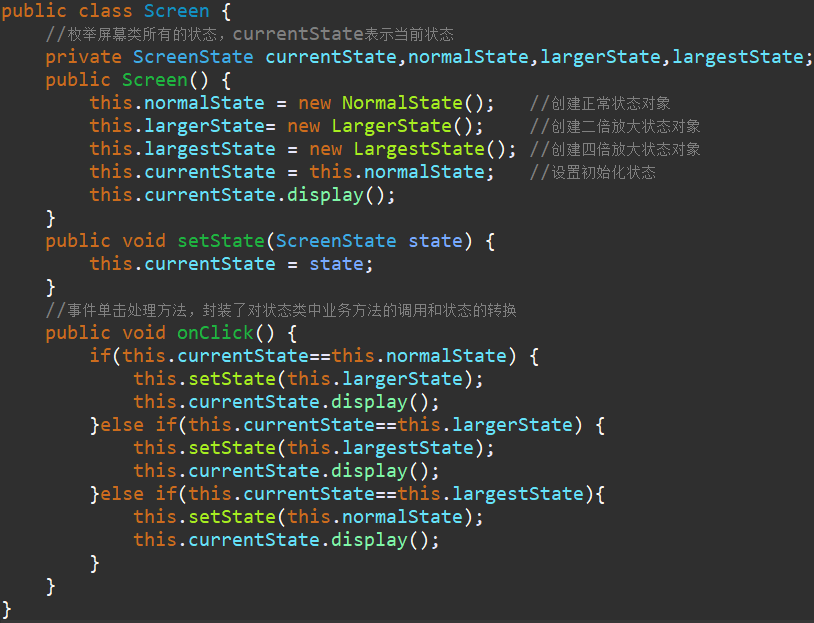 public class Screen {
//枚举屏幕类所有的状态，currentState表示当前状态
private ScreenState currentState,normalState,largerState,largestState;
public Screen() {
this.normalState = new NormalState(); //创建正常状态对象
this.largerState= new LargerState(); //创建二倍放大状态对象
this.largestState = new LargestState(); //创建四倍放大状态对象
this.currentState = this.normalState; //设置初始化状态
this.currentState.display();
}
public void setState(ScreenState state) {
this.currentState = state;
}
//事件单击处理方法，封装了对状态类中业务方法的调用和状态的转换
public void onClick() {
if(this.currentState==this.normalState) {
this.setState(this.largerState);
this.currentState.display();
}else if(this.currentState==this.largerState) {
this.setState(this.largestState);
this.currentState.display();
}else if(this.currentState==this.largestState){
this.setState(this.normalState);
this.currentState.display();
}
}
}